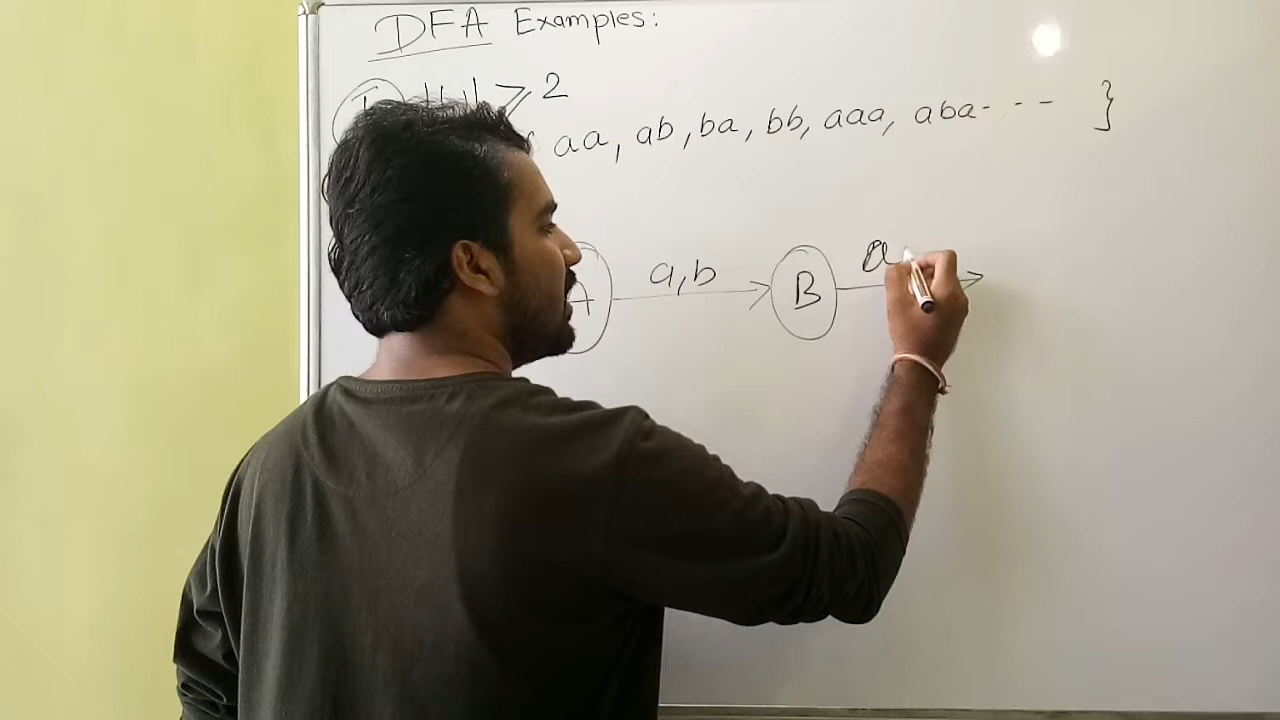 DFA Examples:
|w| ⩾ 2
aa, ab, ba, bb, aaa, aba- - - - }
A a,b B a